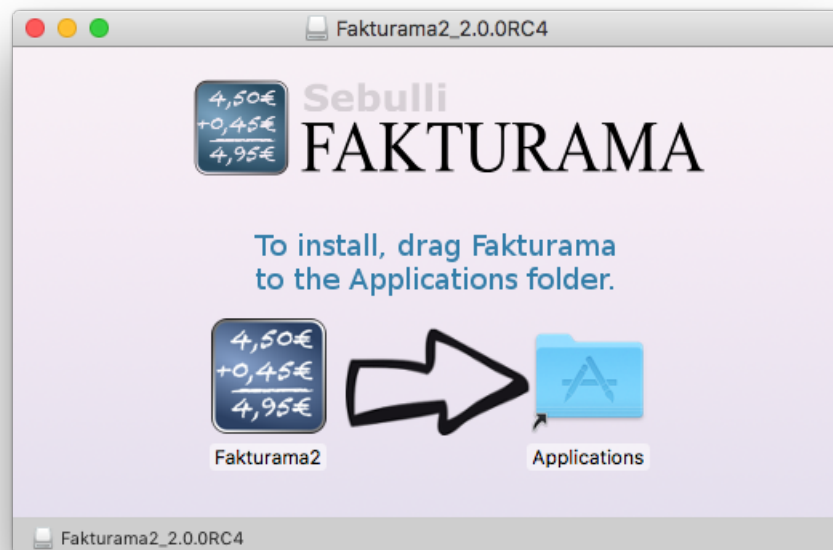 Fakturama2_2.0.0RC4
4,50€
+0,45€
4,95€
Sebulli
FAKTURAMA
To install, drag Fakturama
to the Applications folder.
4,50€
+0,45€
4,95€
Fakturama2
Applications
Fakturama2_2.0.0RC4